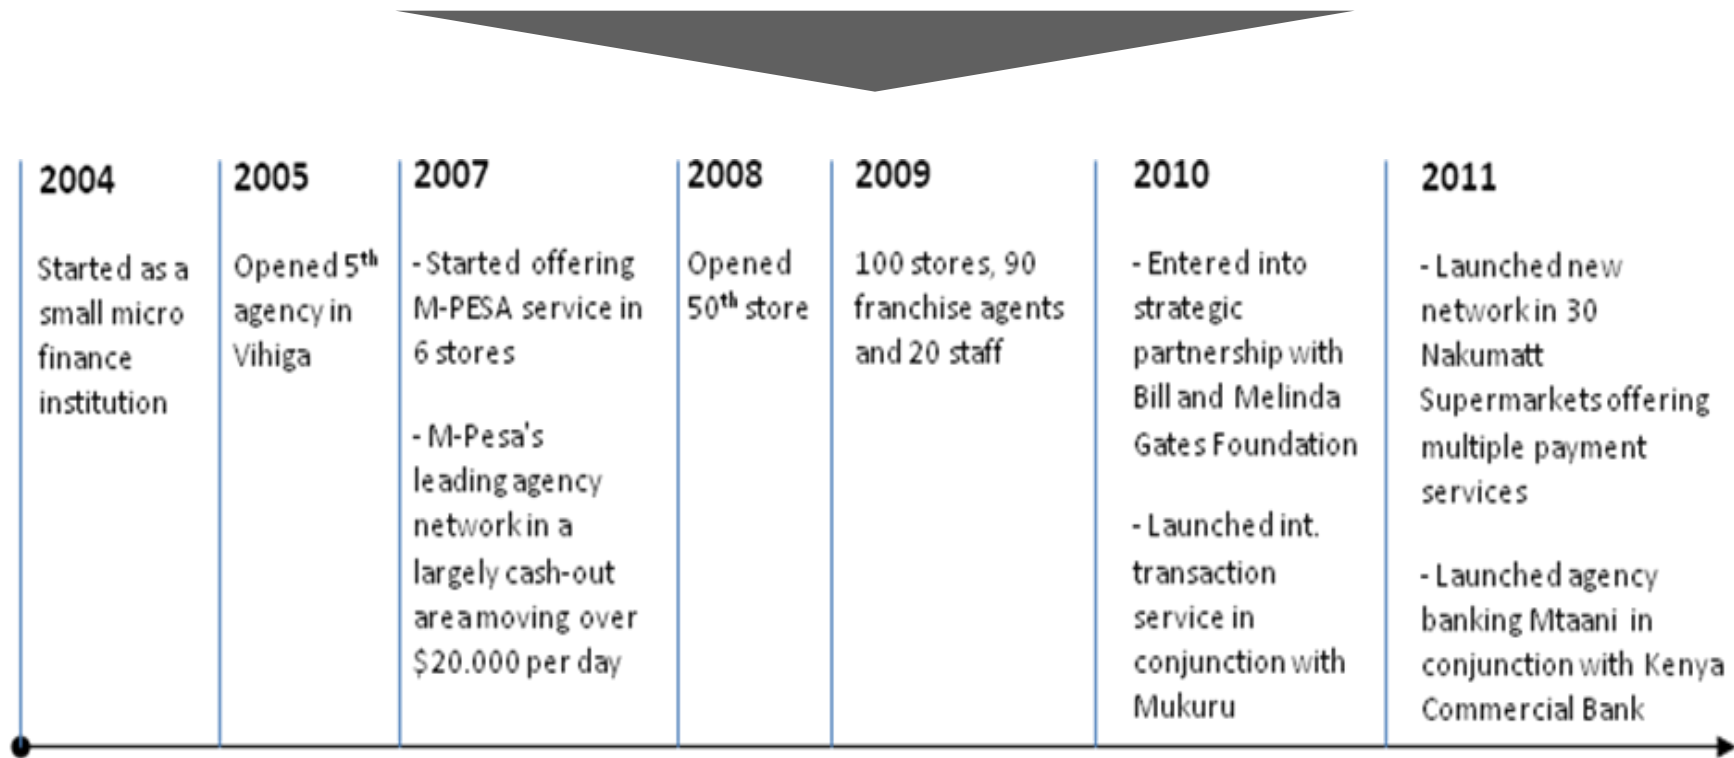 2004
Started as a
small micro
finance
institution
2005
Opened 5th
agency in
Vihiga
2007
- Started offering
M-PESA service in
6 stores
- M-Pesa's
leading agency
network in a
largely cash-out
area moving over
$20.000 per day
2008
Opened
50th store
2009
100 stores, 90
franchise agents
and 20 staff
2010
- Entered into
strategic
partnership with
Bill and Melinda
Gates Foundation
- Launched int.
transaction
service in
conjunction with
Mukuru
2011
- Launched new
network in 30
Nakumatt
Supermarkets offering
multiple payment
services
- Launched agency
banking Mtaani in
conjunction with Kenya
Commercial Bank